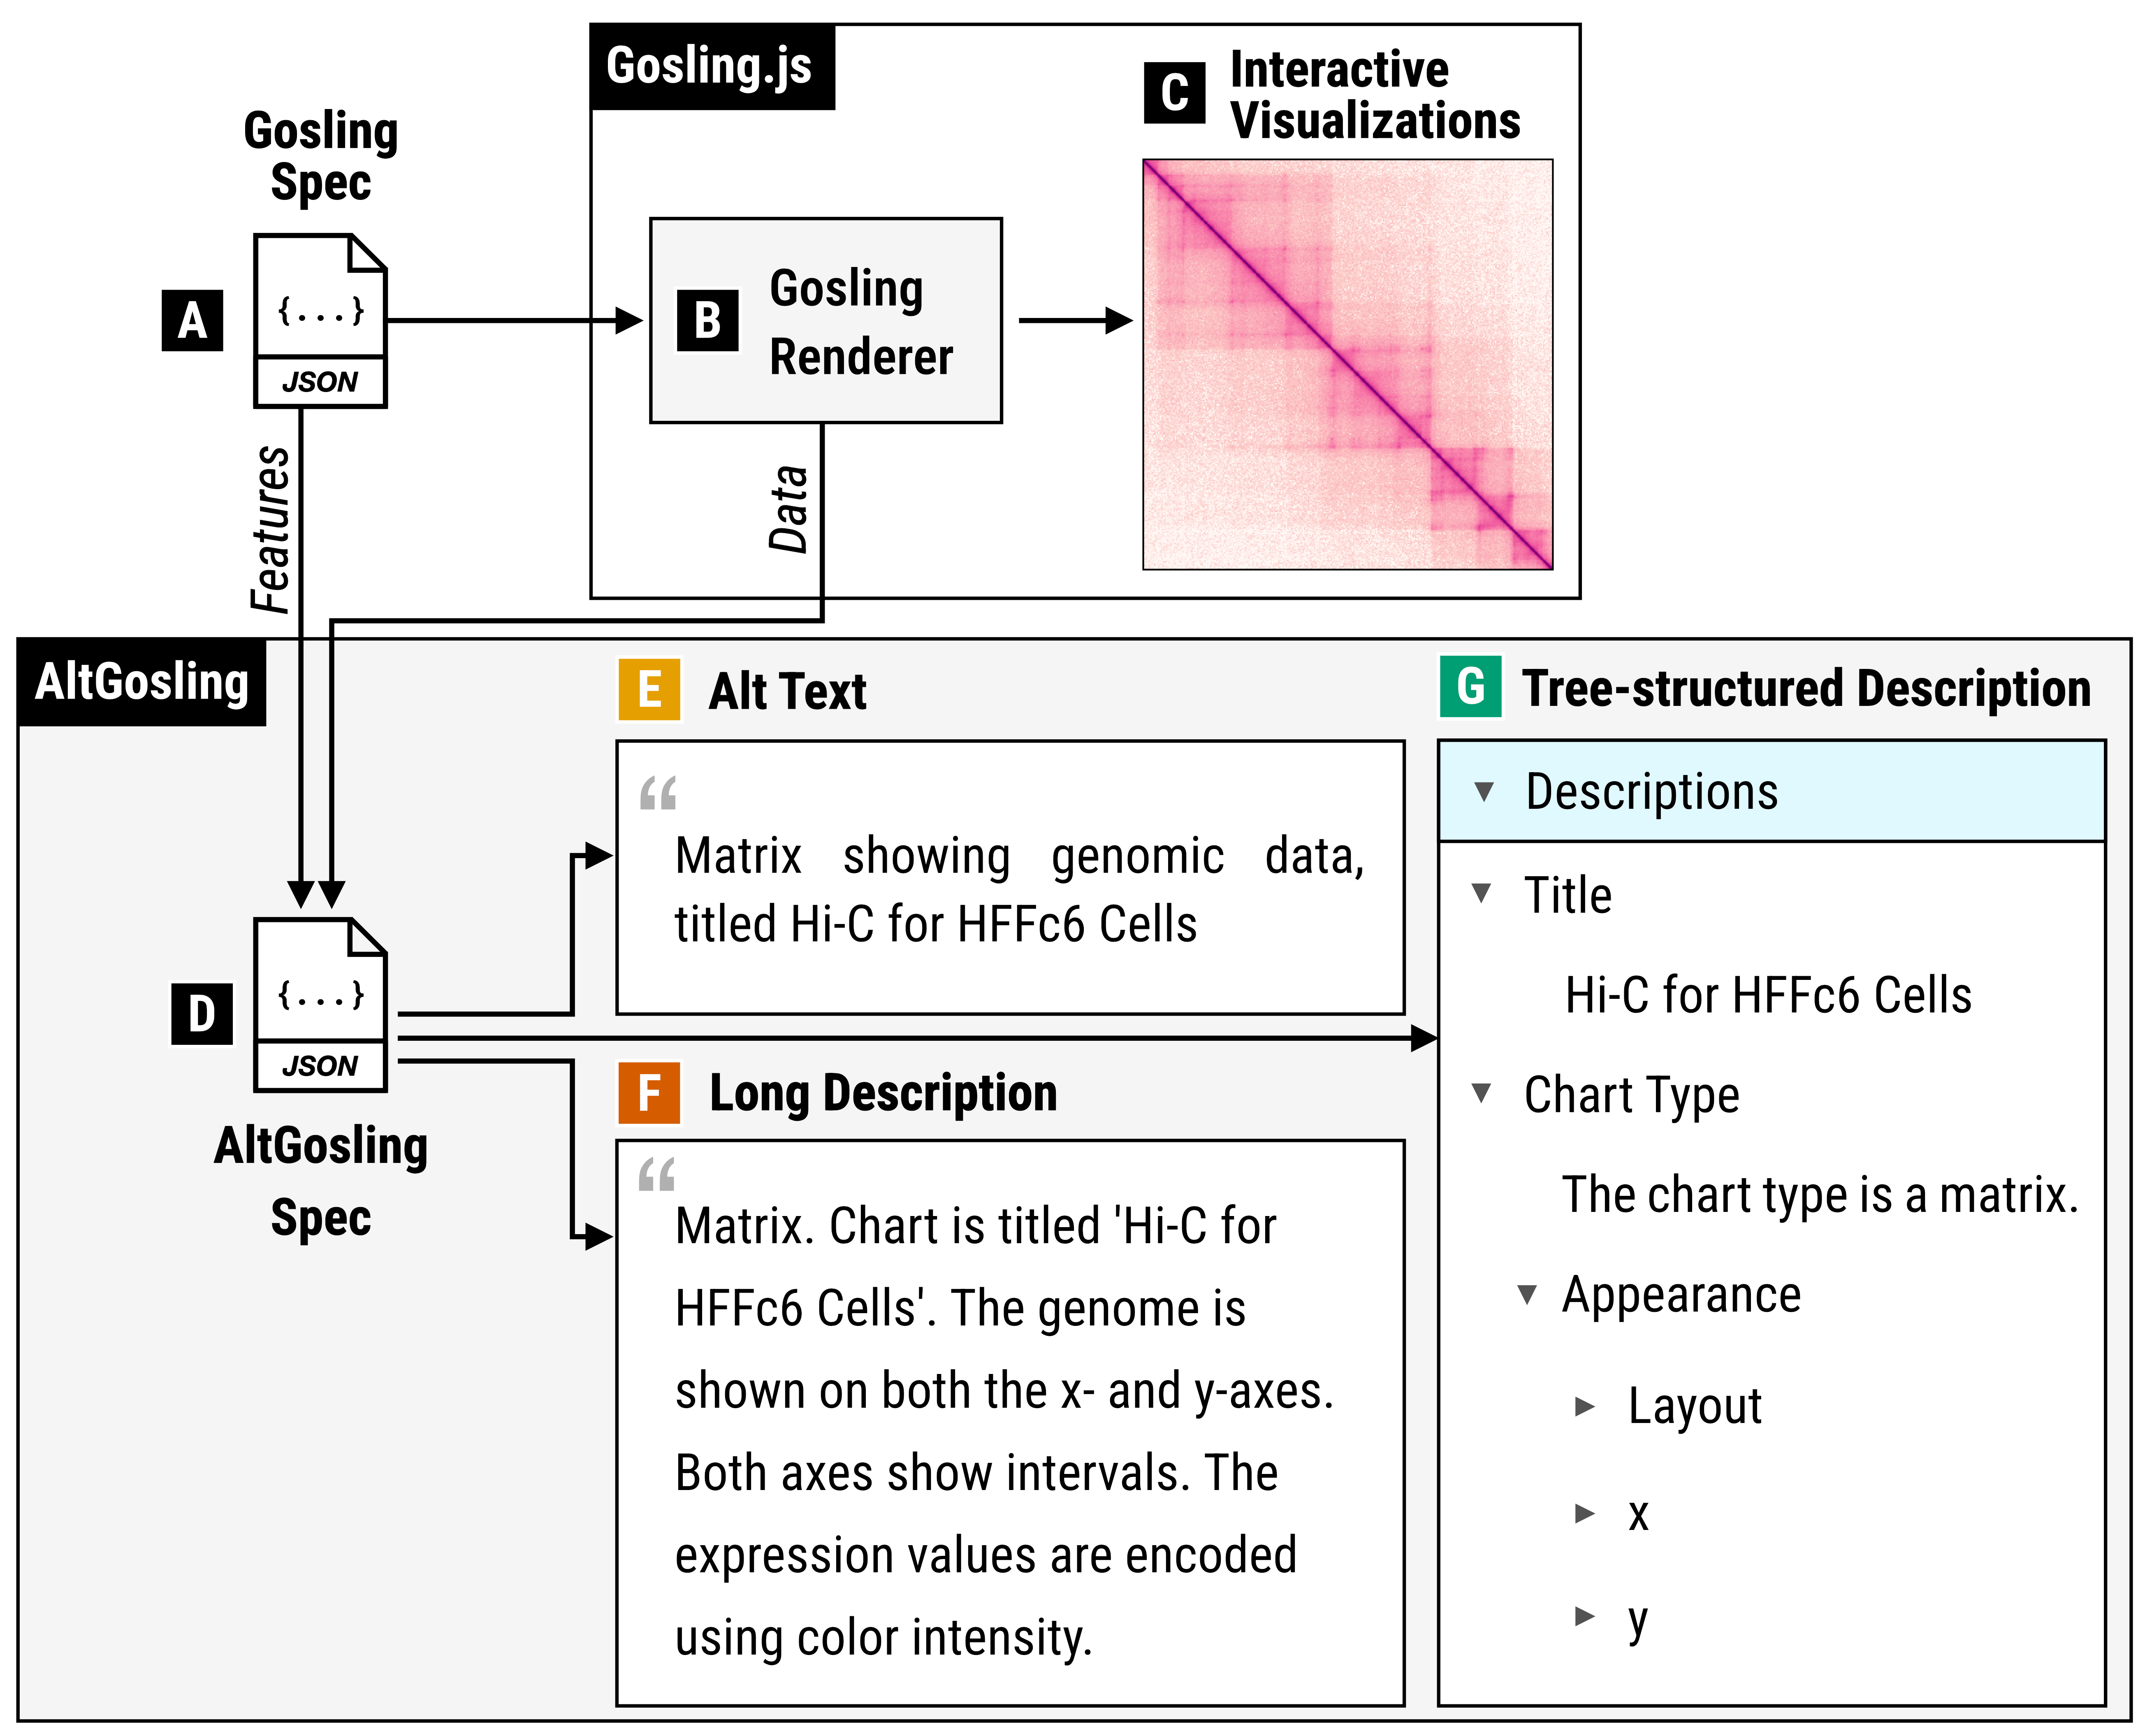 Gosling.js
Gosling
Spec
A
{...}
JSON
B
Gosling
Renderer
C
Interactive
Visualizations
Features
Data
AltGosling
D
{...}
JSON
AltGosling
Spec
E
Alt Text
“
Matrix showing genomic data,
titled Hi-C for HFFc6 Cells
F
Long Description
“
Matrix. Chart is titled 'Hi-C for
HFFc6 Cells'. The genome is
shown on both the x- and y-axes.
Both axes show intervals. The
expression values are encoded
using color intensity.
G
Tree-structured Description
Descriptions
Title
Hi-C for HFFc6 Cells
Chart Type
The chart type is a matrix.
Appearance
Layout
x
y